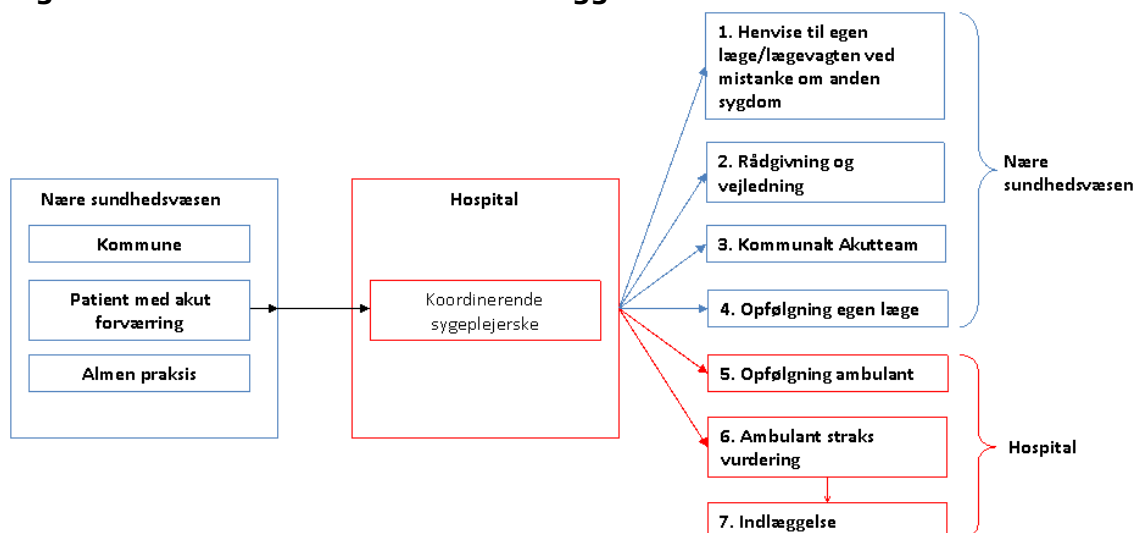 Nære sundhedsvæsen
Kommune
Patient med akut
forværring
Almen praksis
Hospital
Koordinerende
sygeplejerske
1. Henvise til egen
læge/lægevagten ved
mistanke om anden
sygdom
2. Rådgivning og
vejledning
3. Kommunalt Akutteam
4. Opfølgning egen læge
5. Opfølgning ambulant
6. Ambulant straks
vurdering
7. Indlæggelse
Nære
sundhedsvæsen
Hospital